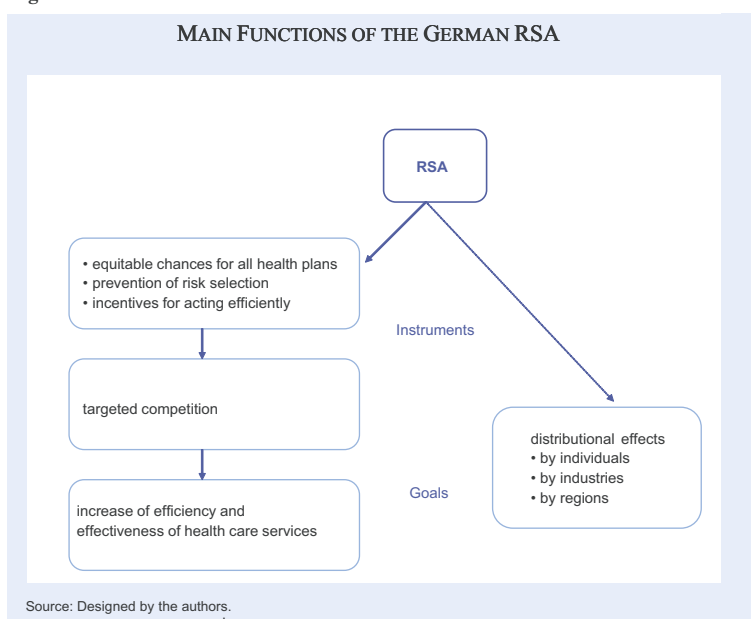 MAIN FUNCTIONS OF THE GERMAN RSA
RSA
• equitable chances for all health plans
• prevention of risk selection
• incentives for acting efficiently
Instruments
targeted competition
distributional effects
• by individuals
• by industries
• by regions
Goals
increase of efficiency and
effectiveness of health care services
Source: Designed by the authors.